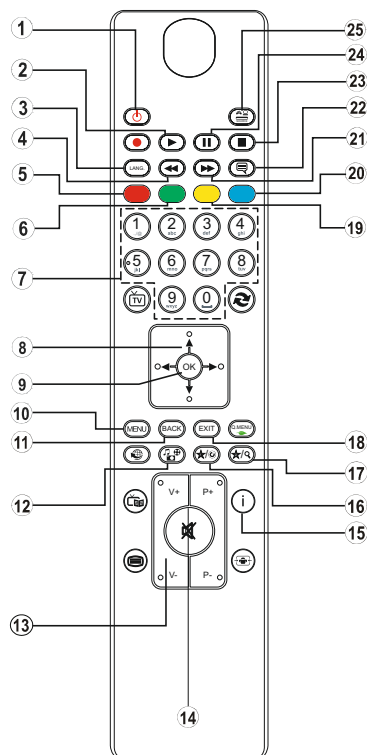 1
25
2
24
3
23
4
22
LANG.
5
21
20
6
19
1
2 abc
3 def
4 ghi
7
5 jkl
6 mno
7 pqrs
8 tuv
TV
9 wxyz
0
8
OK
9
10
MENU
BACK
EXIT
Q.MENU
11
18
17
12
16
V+
P+
i
15
13
V-
P-
14